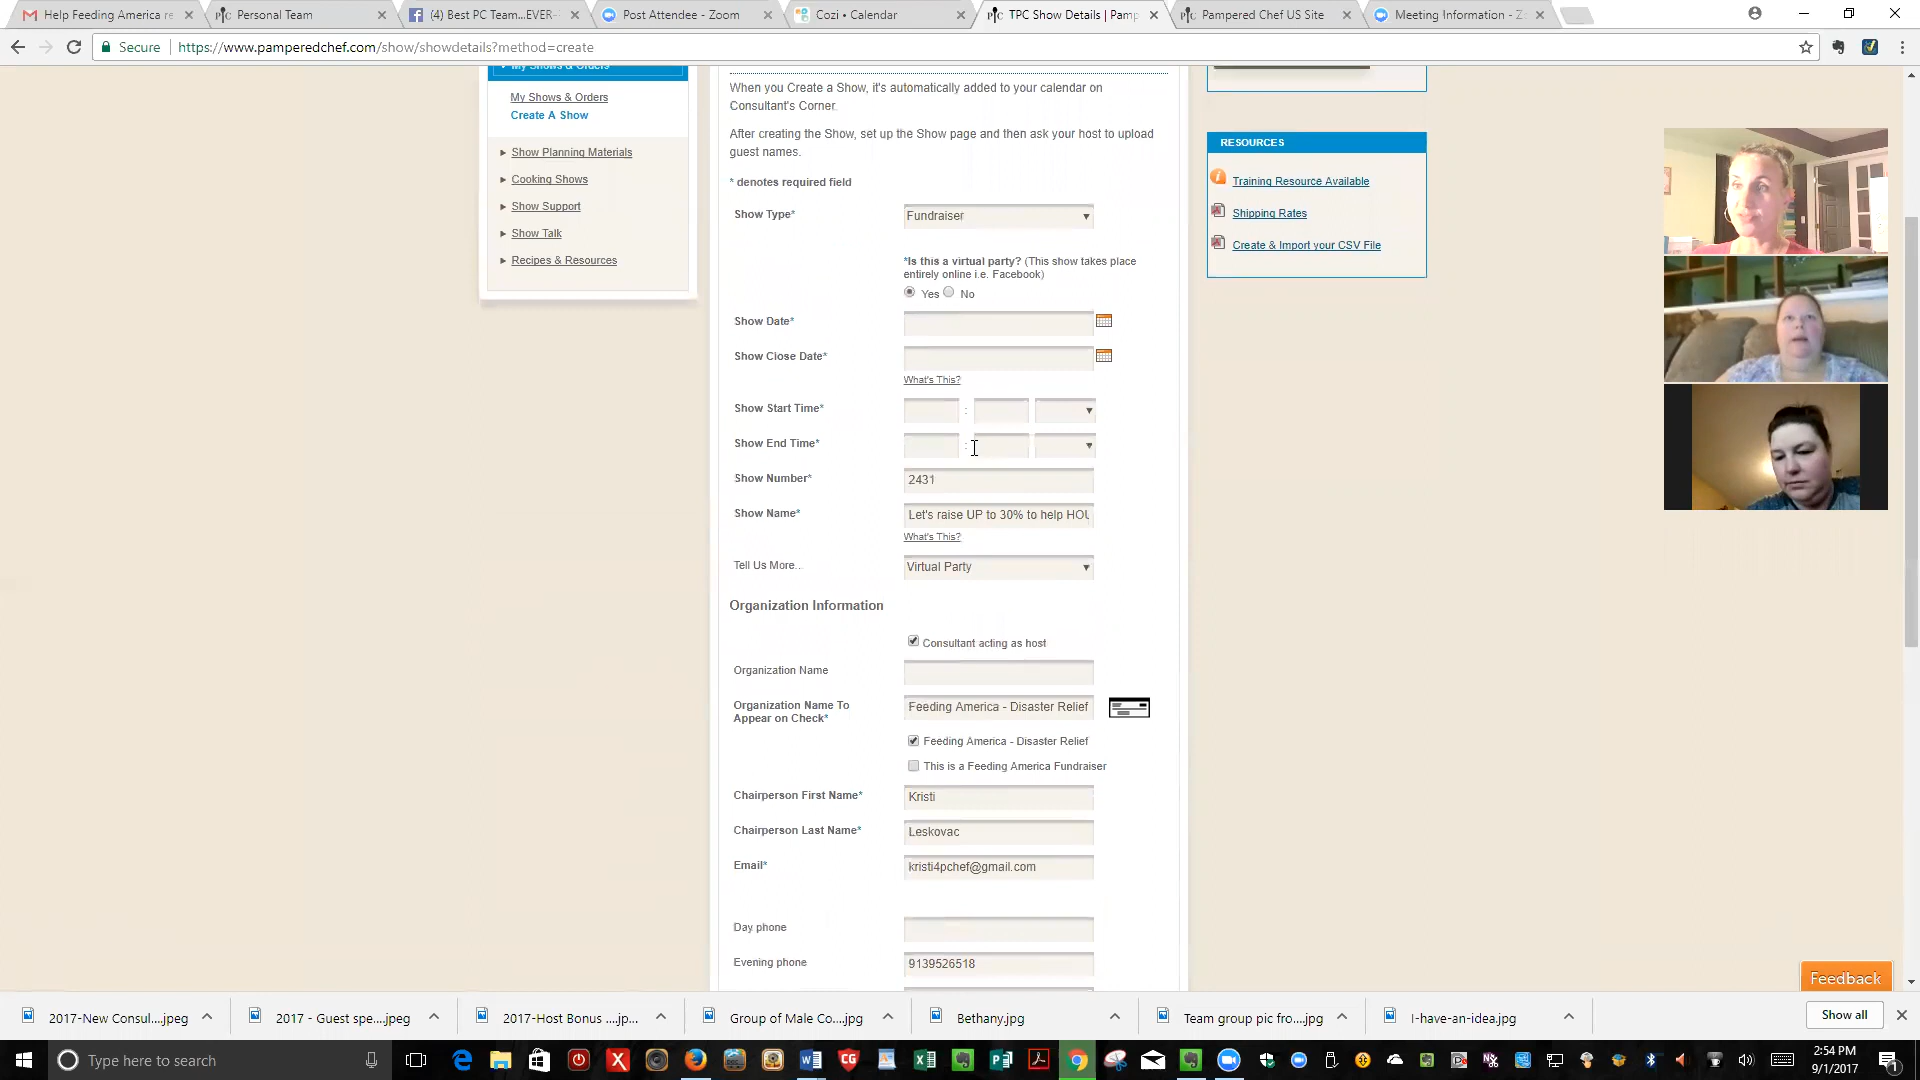 Help Feeding America re
Personal Team
(4) Best PC Team...EVER-
Post Attendee - Zoom
Cozi • Calendar
TPC Show Details | Pamp
Pampered Chef US Site
Meeting Information - Z
Secure https://www.pamperedchef.com/show/showdetails?method=create
My Shows & Orders
My Shows & Orders
Create A Show
Show Planning Materials
Cooking Shows
Show Support
Show Talk
Recipes & Resources
When you Create a Show, it's automatically added to your calendar on
Consultant's Corner.
After creating the Show, set up the Show page and then ask your host to upload
guest names.
* denotes required field
Show Type* Fundraiser
*Is this a virtual party? (This show takes place
entirely online i.e. Facebook)
Yes No
Show Date*
Show Close Date*
What's This?
Show Start Time* :
Show End Time* :
Show Number* 2431
Show Name* Let's raise UP to 30% to help HOU
What's This?
Tell Us More... Virtual Party
Organization Information
Consultant acting as host
Organization Name
Organization Name To
Appear on Check*
Feeding America - Disaster Relief
Feeding America - Disaster Relief
This is a Feeding America Fundraiser
Chairperson First Name* Kristi
Chairperson Last Name* Leskovac
Email* kristi4pchef@gmail.com
Day phone
Evening phone 9139526518
RESOURCES
Training Resource Available
Shipping Rates
Create & Import your CSV File
Feedback
2017-New Consul....jpeg
2017 - Guest spe....jpeg
2017-Host Bonus ....jp...
Group of Male Co....jpg
Bethany.jpg
Team group pic fro....jpg
I-have-an-idea.jpg
Show all
Type here to search
2:54 PM
9/1/2017